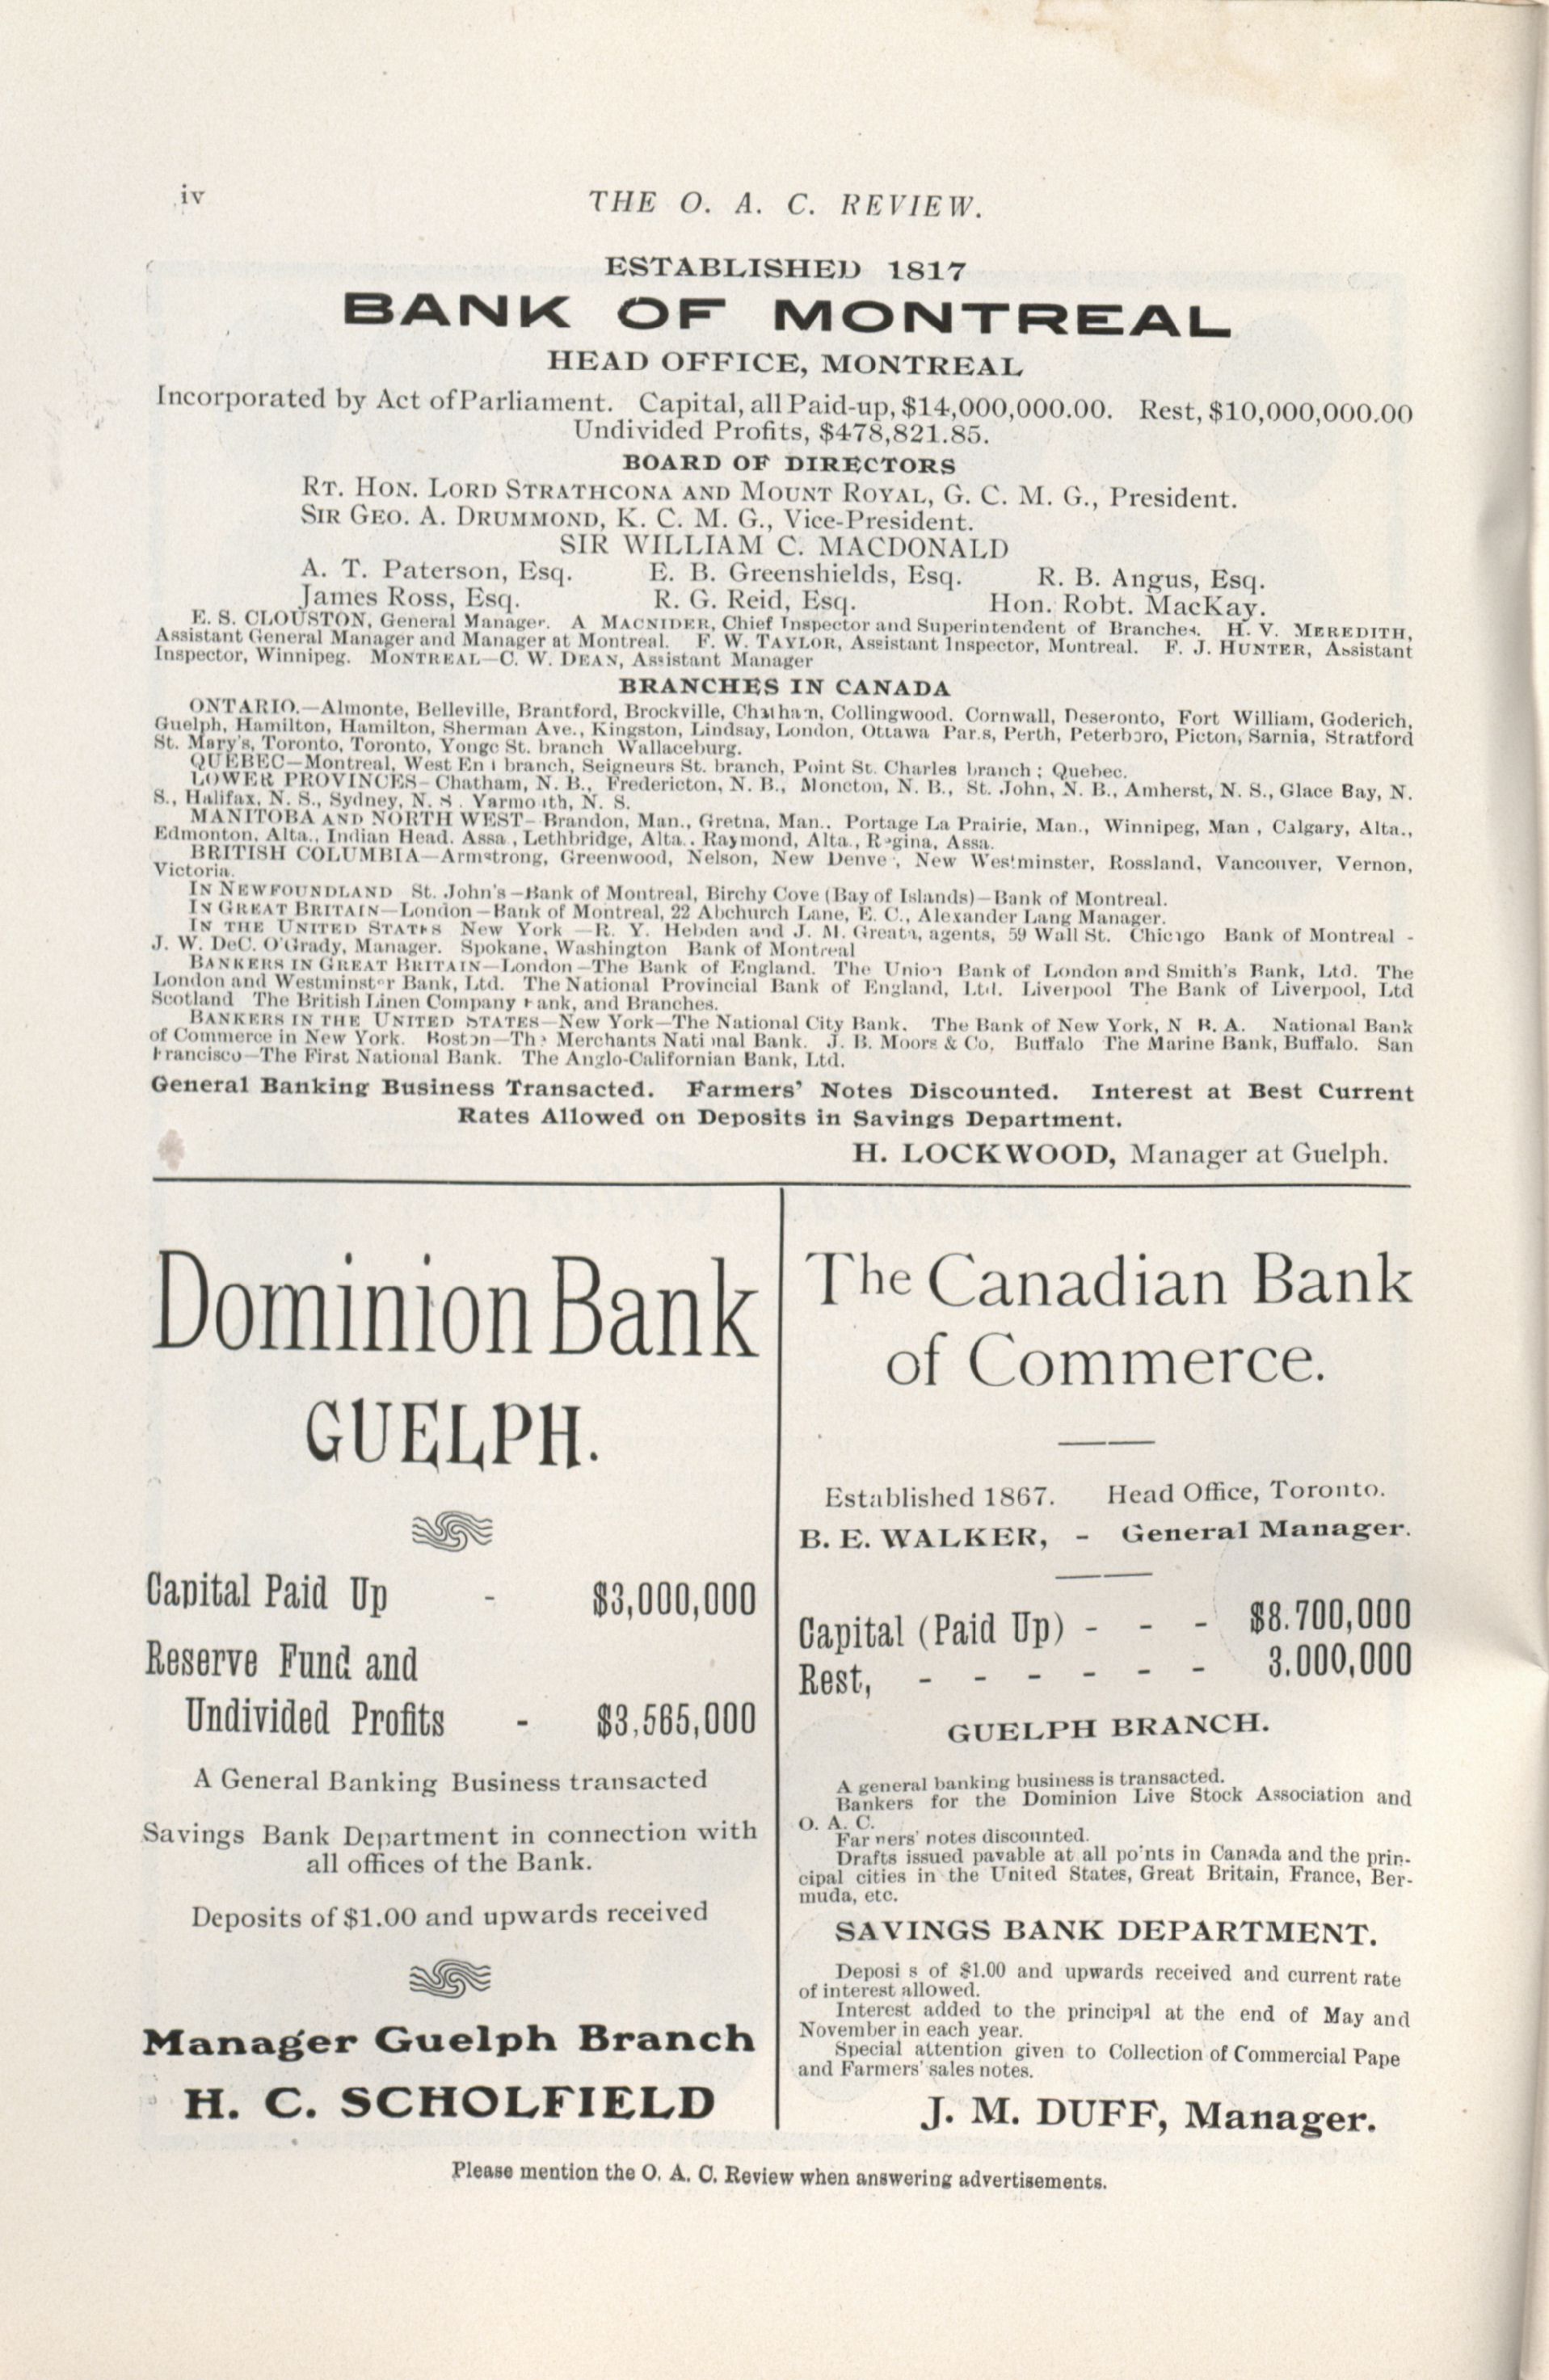 iv
THE O. A. C. REVIEW.
ESTABLISHED 1817
BANK OF MONTREAL
HEAD OFFICE, MONTREAL
Incorporated by Act of Parliament. Capital, all Paid-up, $14,000,000.00. Rest, $10,000,000.00
Undivided Profits, $478,821.85.
BOARD OF DIRECTORS
RT. HON. LORD STRATHCONA AND MOUNT ROYAL, G. C. M. G., President.
SIR GEO. A. DRUMMOND, K. C. M. G., Vice-President.
SIR WILLIAM C. MACDONALD
A. T. Paterson, Esq. E. B. Greenshields, Esq. R. B. Angus, Esq.
James Ross, Esq. R. G. Reid, Esq. Hon. Robt. MacKay.
E. S. CLOUSTON, General Manager. A MACNIDER, Chief Inspector and Superintendent of Branches. H. V. MEREDITH,
Assistant General Manager and Manager at Montreal. F. W. TAYLOR, Assistant Inspector, Montreal. F. J. HUNTER, Assistant
Inspector, Winnipeg. MONTREAL—C. W. DEAN, Assistant Manager
BRANCHES IN CANADA
ONTARIO.—Almonte, Belleville, Brantford, Brockville, Chatham, Collingwood, Cornwall, Deseronto, Fort William, Goderich,
Guelph, Hamilton, Hamilton, Sherman Ave., Kingston, Lindsay, London, Ottawa Par.s, Perth, Peterboro, Picton, Sarnia, Stratford
St. Mary's, Toronto, Toronto, Yonge St. branch Wallaceburg.
QUEBEC—Montreal, West En i branch, Seigneurs St. branch, Point St. Charles branch; Quebec.
LOWER PROVINCES—Chatham, N. B., Fredericton, N. B., Moncton, N. B., St. John, N. B., Amherst, N. S., Glace Bay, N.
S., Halifax, N. S., Sydney, N. S. Yarmo ith, N. S.
MANITOBA AND NORTH WEST—Brandon, Man., Gretna, Man., Portage La Prairie, Man., Winnipeg, Man, Calgary, Alta.,
Edmonton, Alta., Indian Head, Assa., Lethbridge, Alta., Raymond, Alta., Regina, Assa.
BRITISH COLUMBIA—Armstrong, Greenwood, Nelson, New Denve, New Westminster, Rossland, Vancouver, Vernon,
Victoria.
IN NEWFOUNDLAND St. John's—Bank of Montreal, Birchy Cove (Bay of Islands)—Bank of Montreal.
IN GREAT BRITAIN—London—Bank of Montreal, 22 Abchurch Lane, E. C., Alexander Lang Manager.
IN THE UNITED STATES New York—R. Y. Hebden and J. M. Greata, agents, 59 Wall St. Chicago Bank of Montreal -
J. W. DeC. O'Grady, Manager. Spokane, Washington Bank of Montreal
BANKERS IN GREAT BRITAIN—London—The Bank of England. The Union Bank of London and Smith's Bank, Ltd. The
London and Westminster Bank, Ltd. The National Provincial Bank of England, Ltd. Liverpool The Bank of Liverpool, Ltd
Scotland The British Linen Company Bank, and Branches.
BANKERS IN THE UNITED STATES—New York—The National City Bank. The Bank of New York, N B. A. National Bank
of Commerce in New York. Boston—The Merchants Nati nal Bank. J. B. Moors & Co, Buffalo The Marine Bank, Buffalo. San
Francisco—The First National Bank. The Anglo-Californian Bank, Ltd.
General Banking Business Transacted. Farmers' Notes Discounted. Interest at Best Current
Rates Allowed on Deposits in Savings Department.
H. LOCKWOOD, Manager at Guelph.
Dominion Bank
GUELPH.
Capital Paid Up - $3,000,000
Reserve Fund and
Undivided Profits - $3,565,000
A General Banking Business transacted
Savings Bank Department in connection with
all offices of the Bank.
Deposits of $1.00 and upwards received
Manager Guelph Branch
H. C. SCHOLFIELD
The Canadian Bank
of Commerce.
Established 1867. Head Office, Toronto.
B. E. WALKER, - General Manager.
Capital (Paid Up) - - - $8.700,000
Rest, - - - - - - 3.000,000
GUELPH BRANCH.
A general banking business is transacted.
Bankers for the Dominion Live Stock Association and
O. A. C.
Far ners' notes discounted.
Drafts issued payable at all po'nts in Canada and the prin-
cipal cities in the United States, Great Britain, France, Ber-
muda, etc.
SAVINGS BANK DEPARTMENT.
Deposi s of $1.00 and upwards received and current rate
of interest allowed.
Interest added to the principal at the end of May and
November in each year.
Special attention given to Collection of Commercial Pape
and Farmers' sales notes.
J. M. DUFF, Manager.
Please mention the O. A. C. Review when answering advertisements.